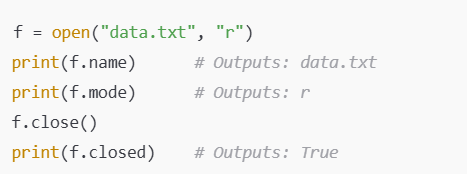 f = open("data.txt", "r")
print(f.name)      # Outputs: data.txt
print(f.mode)      # Outputs: r
f.close()
print(f.closed)    # Outputs: True